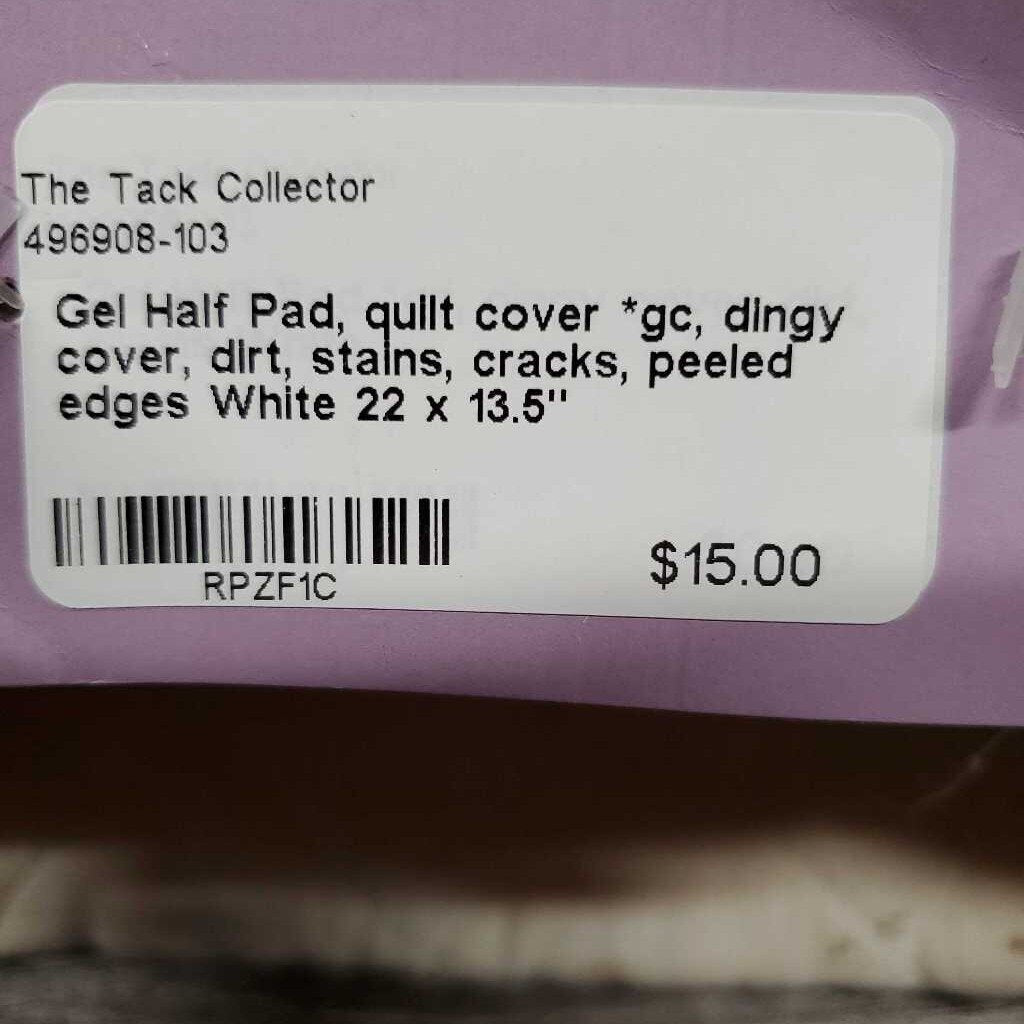 The Tack Collector
496908-103
Gel Half Pad, quilt cover *gc, dingy
cover, dirt, stains, cracks, peeled
edges White 22 x 13.5"
RPZF1C
$15.00